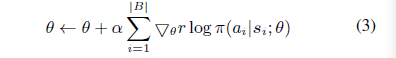 θ ← θ + α ∑_{i=1}^{|B|} ▽_θ r log π(a_i|s_i; θ) (3)